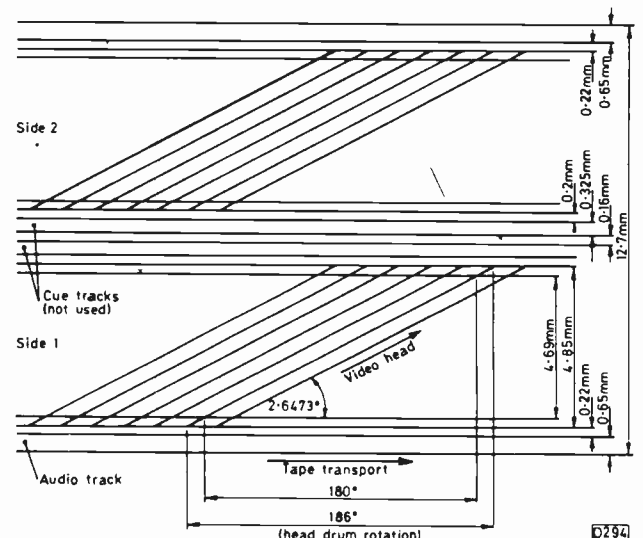 0·22mm
0·65mm
Side 2
0·2mm
0·325mm
0·16mm
12·7mm
Cue tracks
(not used)
Side 1
Video head
4·69mm
4·85mm
0·22mm
0·65mm
2·6473°
Audio track
Tape transport
180°
186°
(head drum rotation)
D294